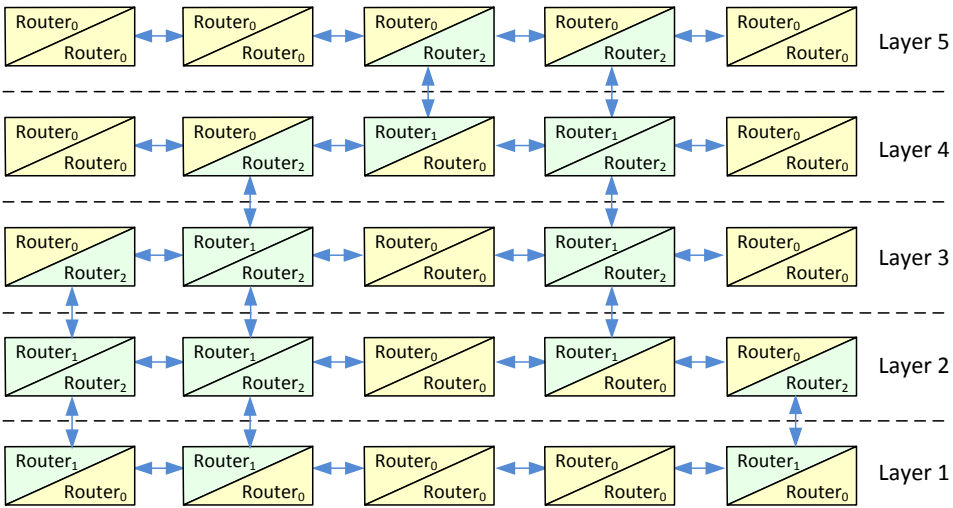 Router₀ Router₀ Router₀ Router₀ Router₀
Router₀ Router₀ Router₂ Router₂ Router₀
Layer 5
Router₀ Router₀ Router₁ Router₁ Router₀
Router₀ Router₂ Router₀ Router₂ Router₀
Layer 4
Router₀ Router₁ Router₀ Router₁ Router₀
Router₂ Router₂ Router₀ Router₂ Router₀
Layer 3
Router₁ Router₁ Router₀ Router₁ Router₀
Router₂ Router₂ Router₀ Router₀ Router₂
Layer 2
Router₁ Router₁ Router₀ Router₀ Router₁
Router₀ Router₀ Router₀ Router₀ Router₀
Layer 1